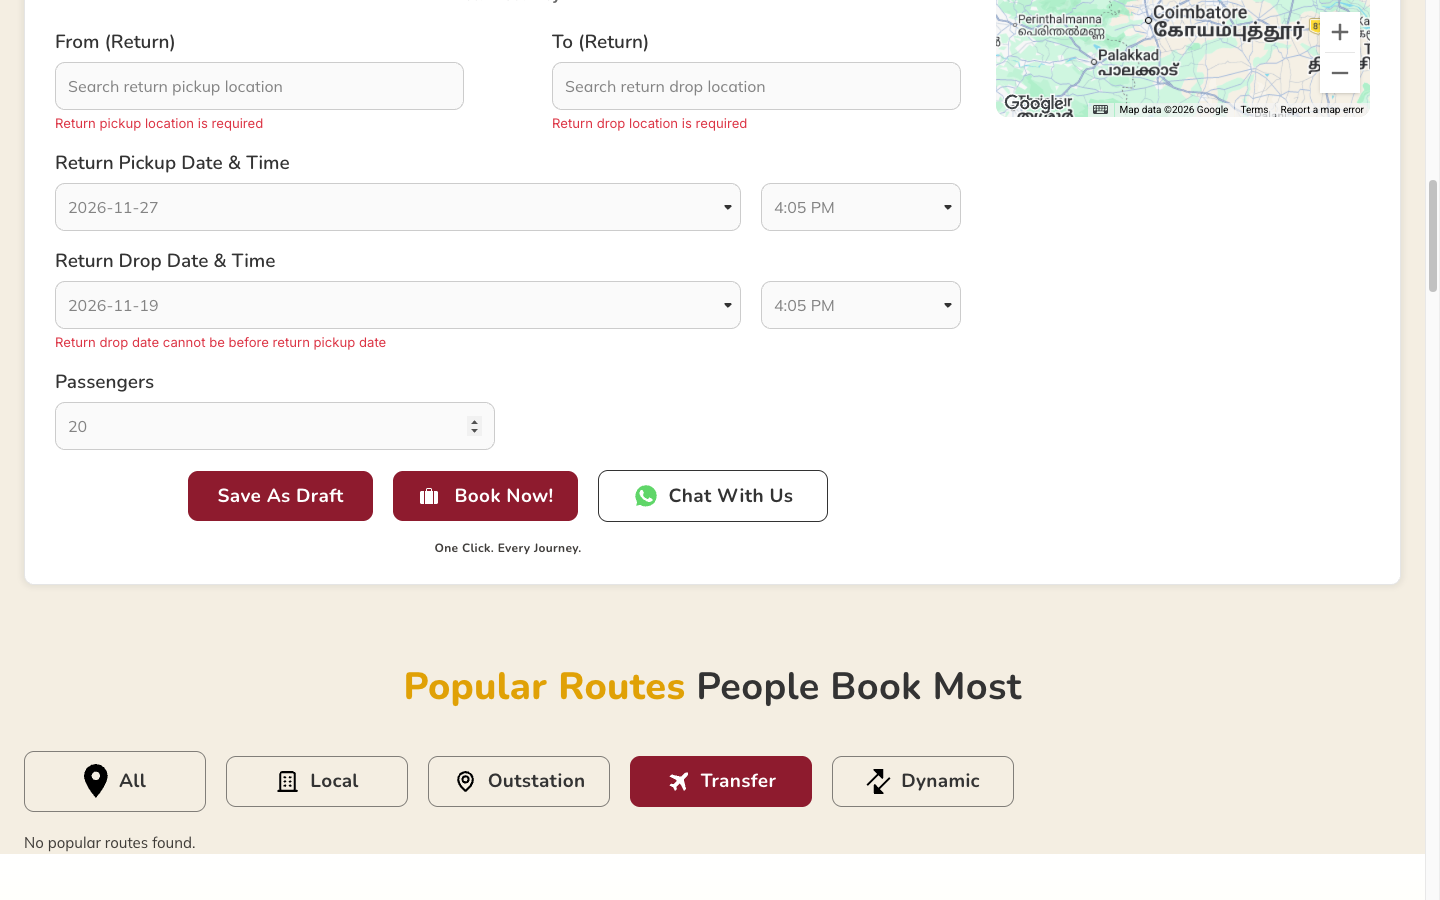 From (Return)
To (Return)
Search return pickup location
Search return drop location
Return pickup location is required
Return drop location is required
Return Pickup Date & Time
2026-11-27
4:05 PM
Return Drop Date & Time
2026-11-19
4:05 PM
Return drop date cannot be before return pickup date
Passengers
20
Save As Draft
Book Now!
Chat With Us
One Click. Every Journey.
Perinthalmanna
പെരിന്തൽമണ്ണ
Coimbatore
கோயம்புத்தூர்
Palakkad
പാലക്കാട്
Google
Map data ©2026 Google
Terms
Report a map error
Popular Routes People Book Most
All
Local
Outstation
Transfer
Dynamic
No popular routes found.